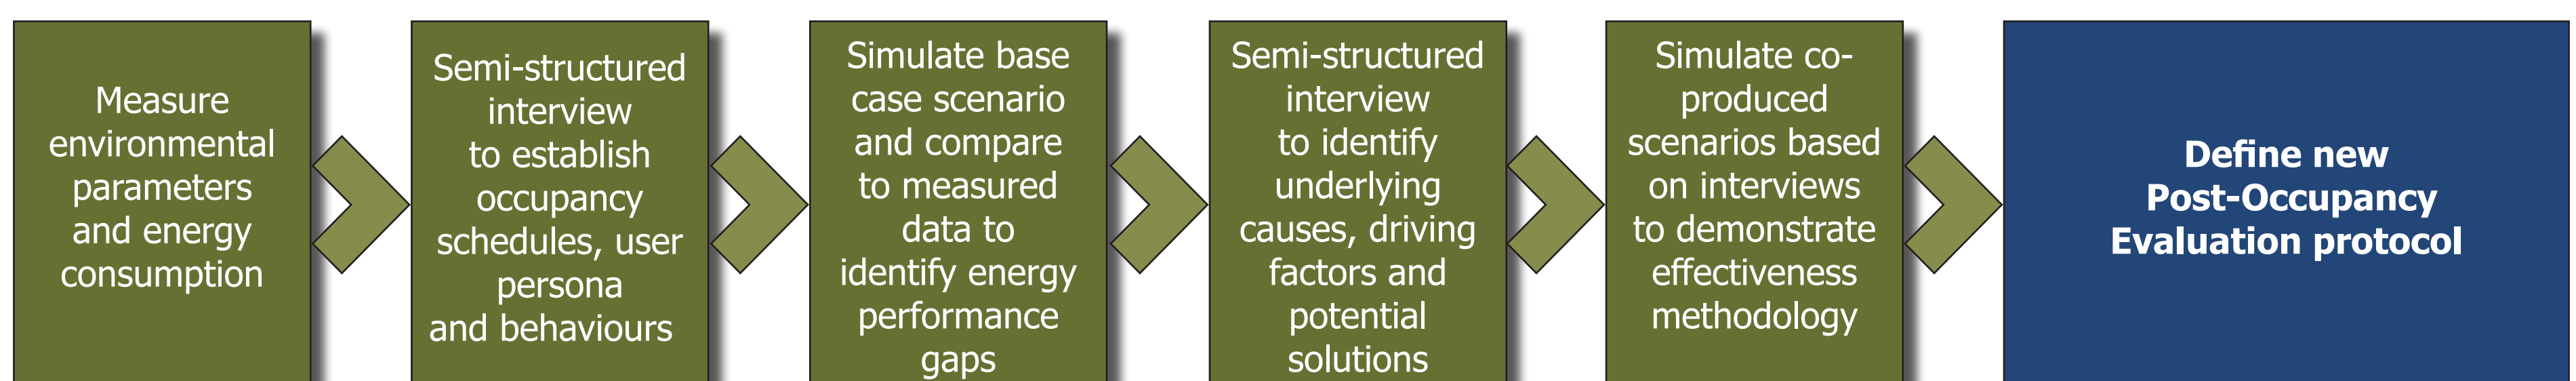 Measure
environmental
parameters
and energy
consumption
Semi-structured
interview
to establish
occupancy
schedules, user
persona
and behaviours
Simulate base
case scenario
and compare
to measured
data to
identify energy
performance
gaps
Semi-structured
interview
to identify
underlying
causes, driving
factors and
potential
solutions
Simulate co-
produced
scenarios based
on interviews
to demonstrate
effectiveness
methodology
Define new
Post-Occupancy
Evaluation protocol